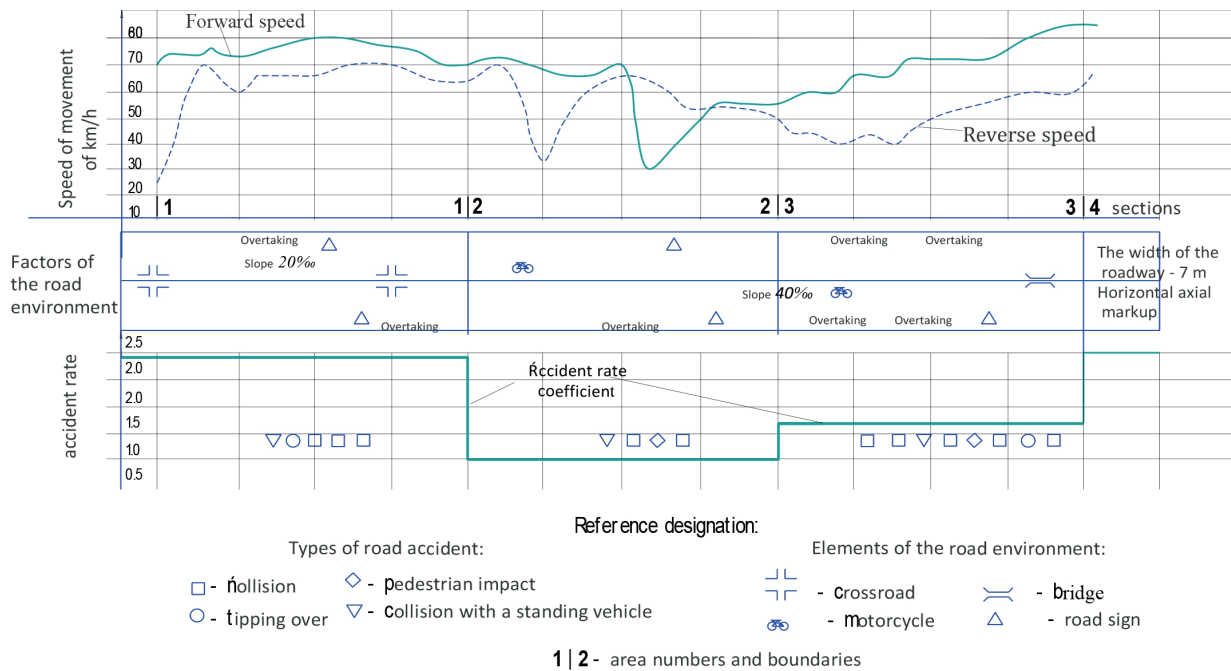 Speed of movement
of km/h
80
70
60
50
40
30
20
10
Forward speed
Reverse speed
1|1
1|2
2|3
3|4 sections
Factors of
the road
environment
Overtaking
Slope 20‰
Overtaking
Overtaking
Slope 40‰
Overtaking
Overtaking
Overtaking
Overtaking
The width of the
roadway - 7 m
Horizontal axial
markup
accident rate
2.5
2.0
2.0
1.5
1.0
0.5
Ŕccident rate
coefficient
Reference designation:
Types of road accident:
- ńollision
- tipping over
- pedestrian impact
- collision with a standing vehicle
Elements of the road environment:
- crossroad
- motorcycle
- bridge
- road sign
1|2 - area numbers and boundaries